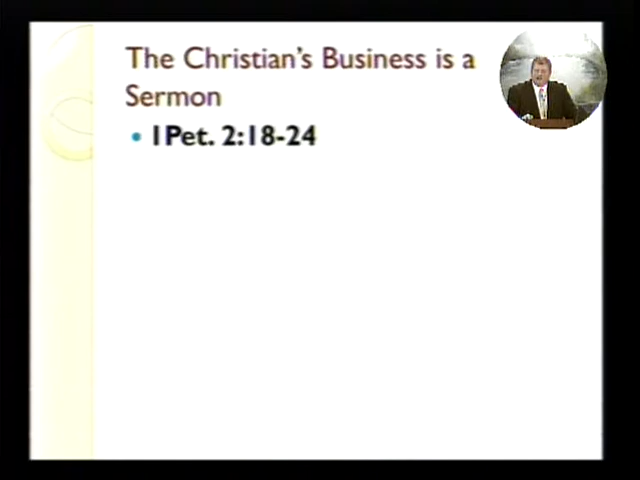 The Christian's Business is a
Sermon
• 1Pet. 2:18-24